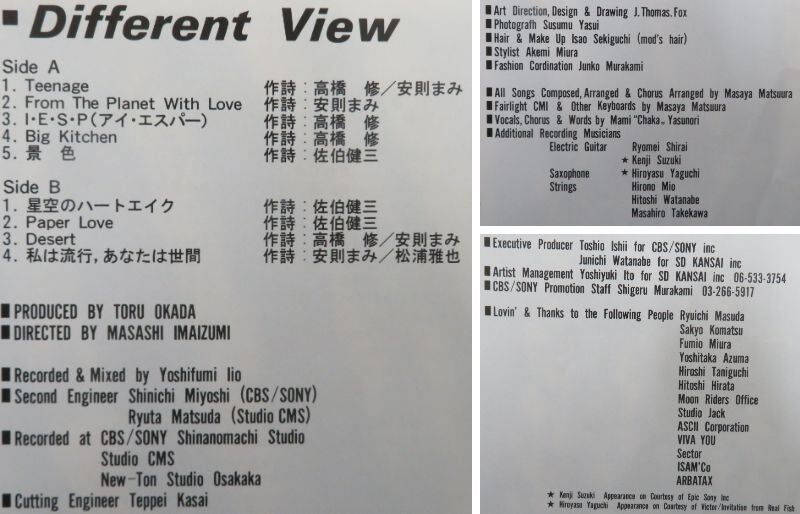 ■Different View
Side A
1. Teenage 作詩：高橋　修／安則まみ
2. From The Planet With Love 作詩：安則まみ
3. I・E・S・P(アイ・エスパー) 作詩：高橋　修
4. Big Kitchen 作詩：高橋　修
5. 景　色 作詩：佐伯健三
Side B
1. 星空のハートエイク 作詩：佐伯健三
2. Paper Love 作詩：佐伯健三
3. Desert 作詩：高橋　修／安則まみ
4. 私は流行，あなたは世間 作詩：安則まみ／松浦雅也
■PRODUCED BY TORU OKADA
■DIRECTED BY MASASHI IMAIZUMI
■Recorded & Mixed by Yoshifumi Iio
■Second Engineer Shinichi Miyoshi (CBS/SONY)
Ryuta Matsuda (Studio CMS)
■Recorded at CBS/SONY Shinanomachi Studio
Studio CMS
New-Ton Studio Osakaka
■Cutting Engineer Teppei Kasai
■Art Direction, Design & Drawing J. Thomas. Fox
■Photografh Susumu Yasui
■Hair & Make Up Isao Sekiguchi (mod's hair)
■Stylist Akemi Miura
■Fashion Cordination Junko Murakami
■All Songs Composed, Arranged & Chorus Arranged by Masaya Matsuura
■Fairlight CMI & Other Keyboards by Masaya Matsuura
■Vocals, Chorus & Words by Mami "Chaka" Yasunori
■Additional Recording Musicians
Electric Guitar Ryomei Shirai
★ Kenji Suzuki
Saxophone ★ Hiroyasu Yaguchi
Strings Hirono Mio
Hitoshi Watanabe
Masahiro Takekawa
■Executive Producer Toshio Ishii for CBS/SONY inc
Junichi Watanabe for SD KANSAI inc
■Artist Management Yoshiyuki Ito for SD KANSAI inc 06-533-3754
■CBS/SONY Promotion Staff Shigeru Murakami 03-266-5917
■Lovin' & Thanks to the Following People Ryuichi Masuda
Sakyo Komatsu
Fumio Miura
Yoshitaka Azuma
Hiroshi Taniguchi
Hitoshi Hirata
Moon Riders Office
Studio Jack
ASCII Corporation
VIVA YOU
Sector
ISAM'Co
ARBATAX
★ Kenji Suzuki Appearance on Courtesy of Epic Sony Inc
★ Hiroyasu Yaguchi Appearance on Courtesy of Victor/Invitation from Real Fish